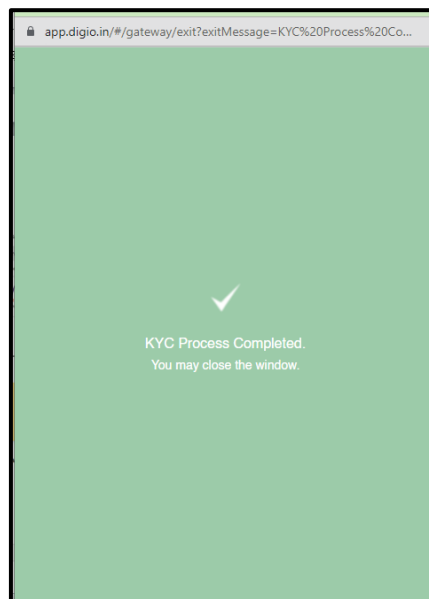 app.digio.in/#/gateway/exit?exitMessage=KYC%20Process%20Co...
KYC Process Completed.
You may close the window.